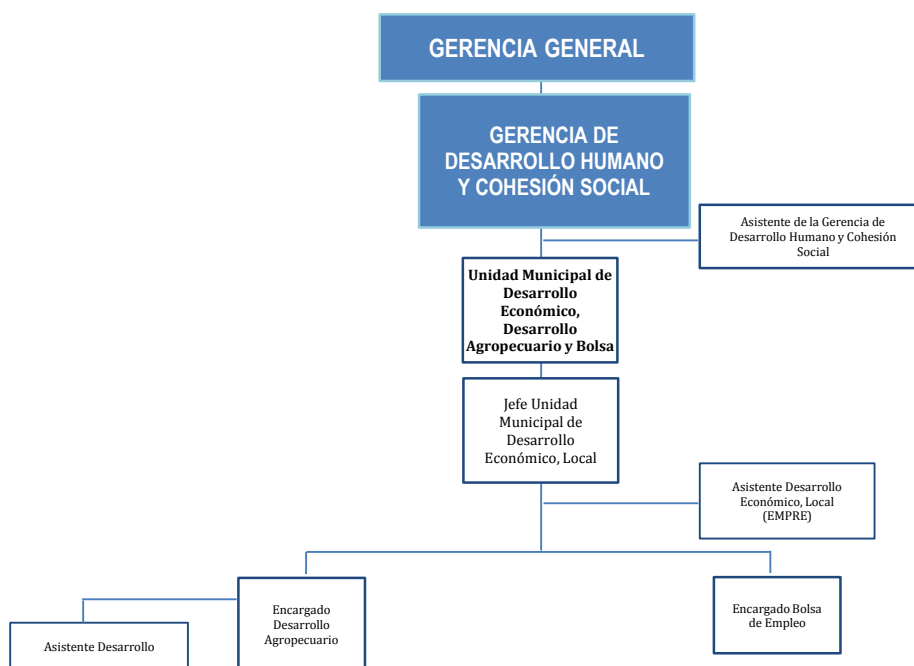 GERENCIA GENERAL
GERENCIA DE
DESARROLLO HUMANO
Y COHESIÓN SOCIAL
Asistente de la Gerencia de
Desarrollo Humano y Cohesión
Social
Unidad Municipal de
Desarrollo
Económico,
Desarrollo
Agropecuario y Bolsa
Jefe Unidad
Municipal de
Desarrollo
Económico, Local
Asistente Desarrollo
Económico, Local
(EMPRE)
Encargado
Desarrollo
Agropecuario
Encargado Bolsa
de Empleo
Asistente Desarrollo